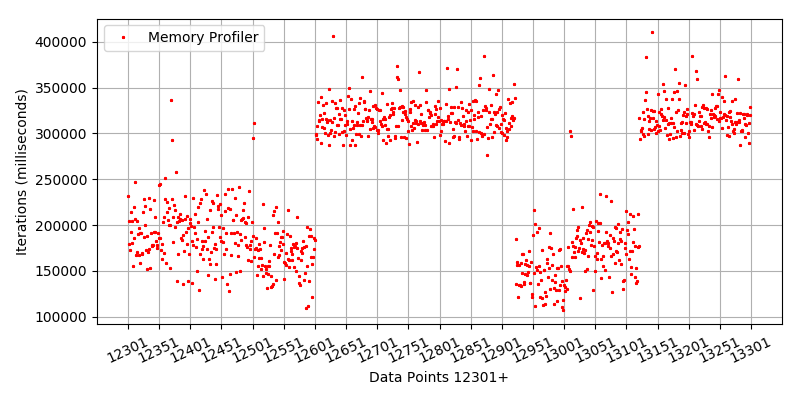 Memory Profiler
400000
350000
300000
250000
200000
150000
100000
Iterations (milliseconds)
12301 12351 12401 12451 12501 12551 12601 12651 12701 12751 12801 12851 12901 12951 13001 13051 13101 13151 13201 13251 13301
Data Points 12301+